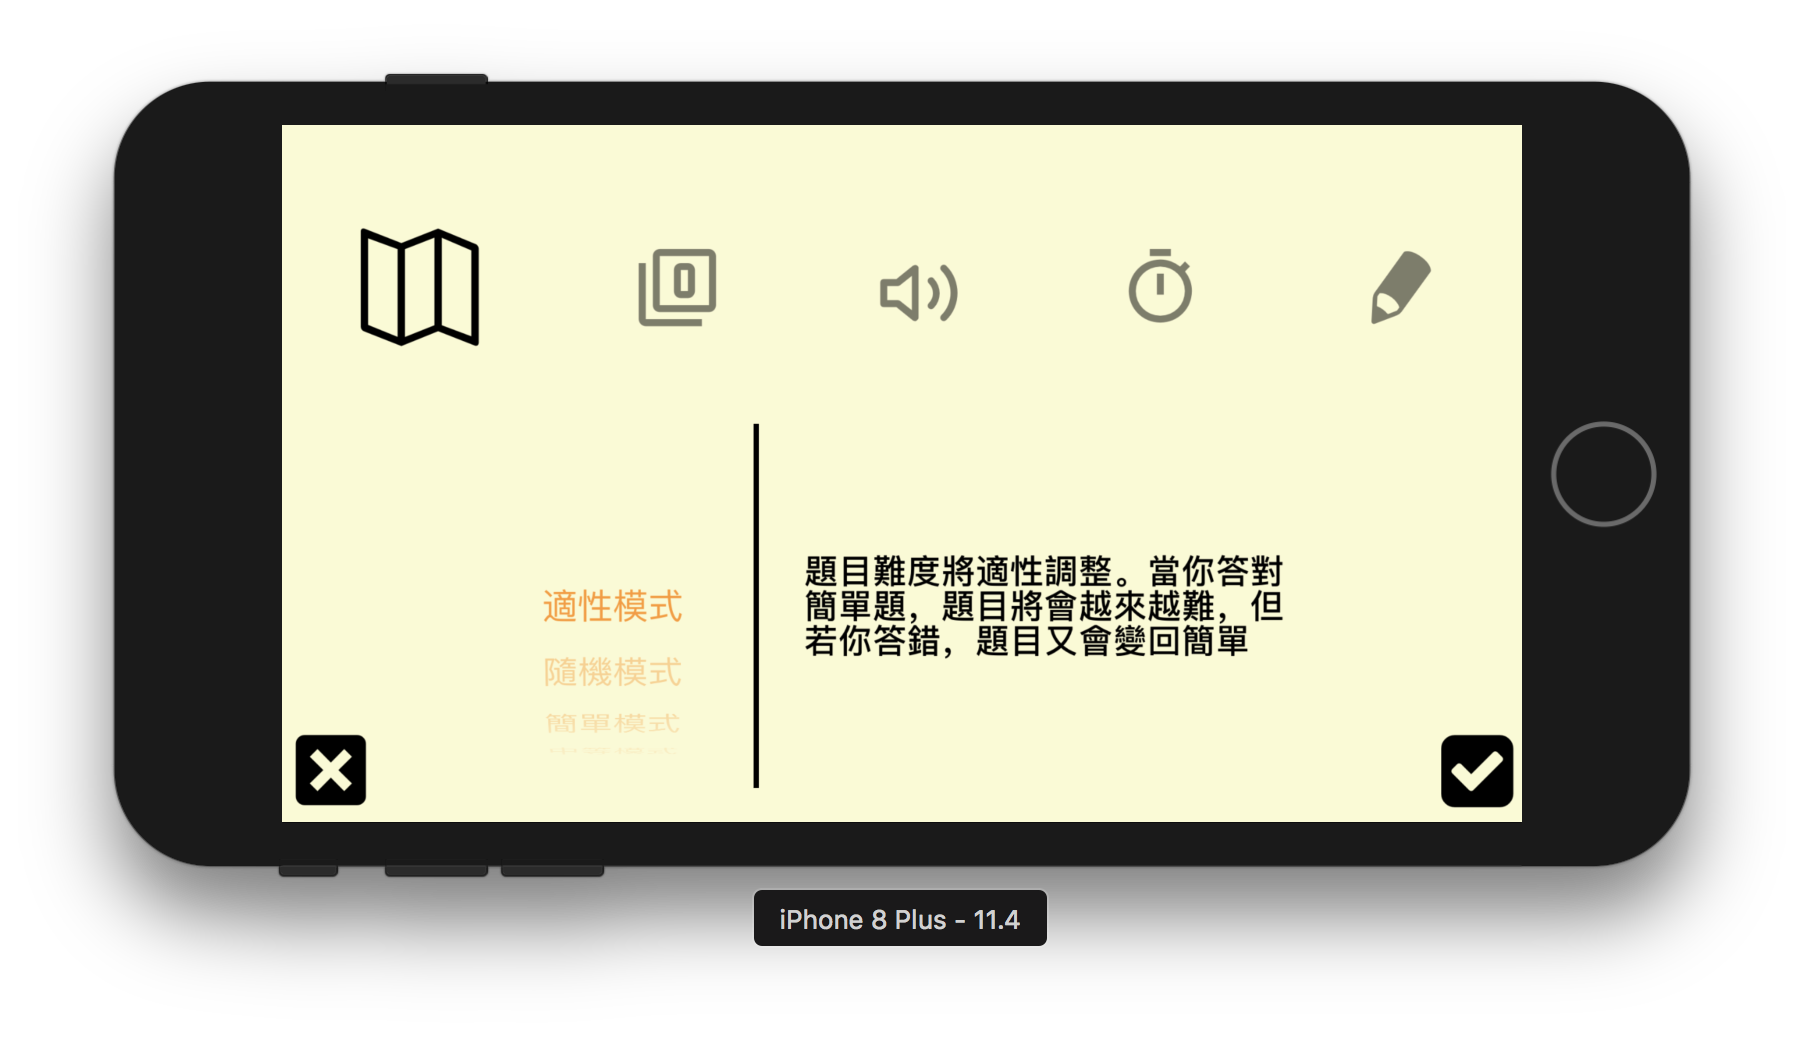 0
適性模式
隨機模式
簡單模式
題目難度將適性調整。當你答對
簡單題，題目將會越來越難，但
若你答錯，題目又會變回簡單
iPhone 8 Plus - 11.4